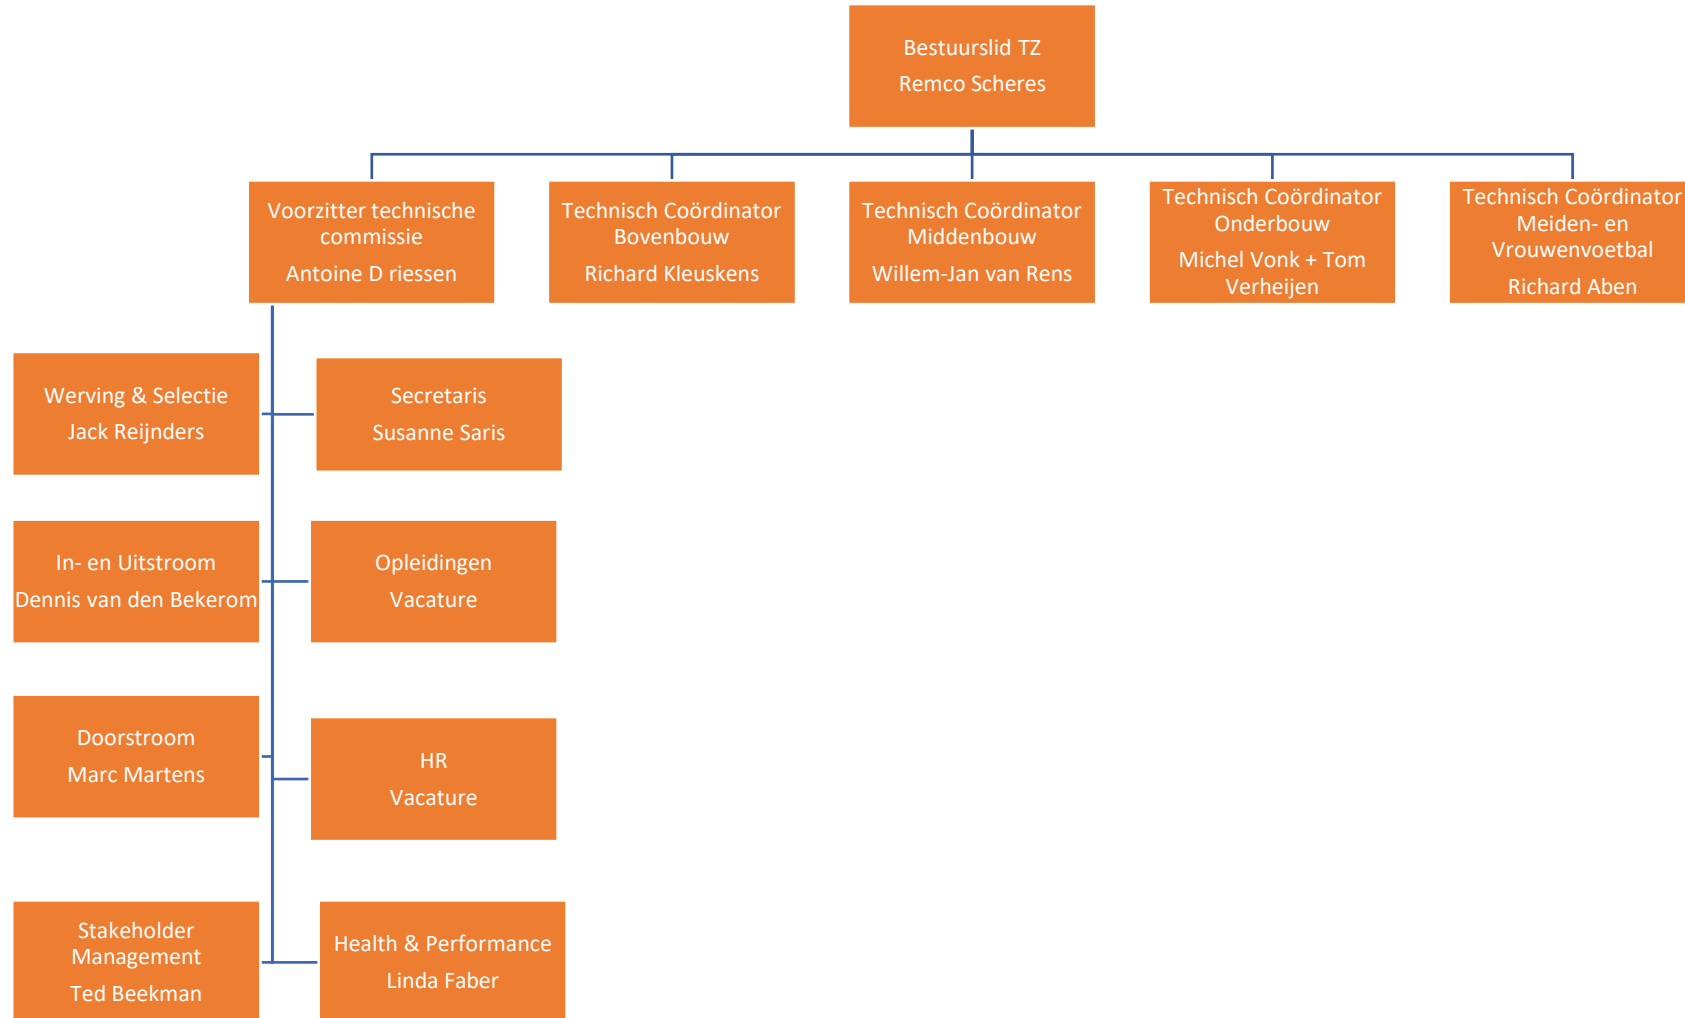 Bestuurslid TZ
Remco Scheres
Voorzitter technische
commissie
Antoine D riessen
Technisch Coördinator
Bovenbouw
Richard Kleuskens
Technisch Coördinator
Middenbouw
Willem-Jan van Rens
Technisch Coördinator
Onderbouw
Michel Vonk + Tom
Verheijen
Technisch Coördinator
Meiden- en
Vrouwenvoetbal
Richard Aben
Werving & Selectie
Jack Reijnders
Secretaris
Susanne Saris
In- en Uitstroom
Dennis van den Bekerom
Opleidingen
Vacature
Doorstroom
Marc Martens
HR
Vacature
Stakeholder
Management
Ted Beekman
Health & Performance
Linda Faber